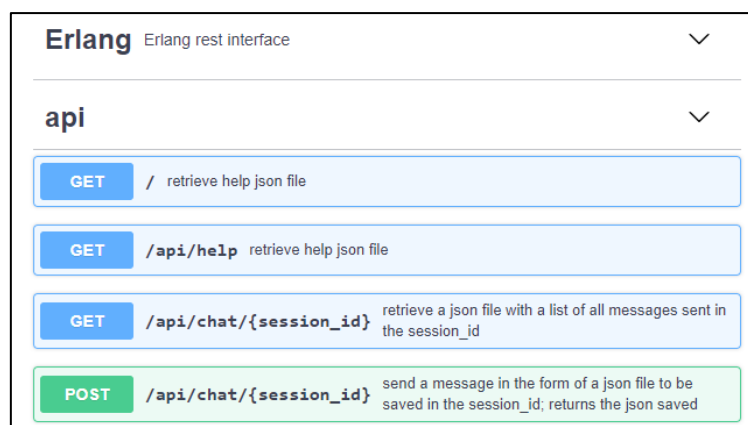 Erlang Erlang rest interface
api
GET / retrieve help json file
GET /api/help retrieve help json file
GET /api/chat/{session_id} retrieve a json file with a list of all messages sent in
the session_id
POST /api/chat/{session_id} send a message in the form of a json file to be
saved in the session_id; returns the json saved